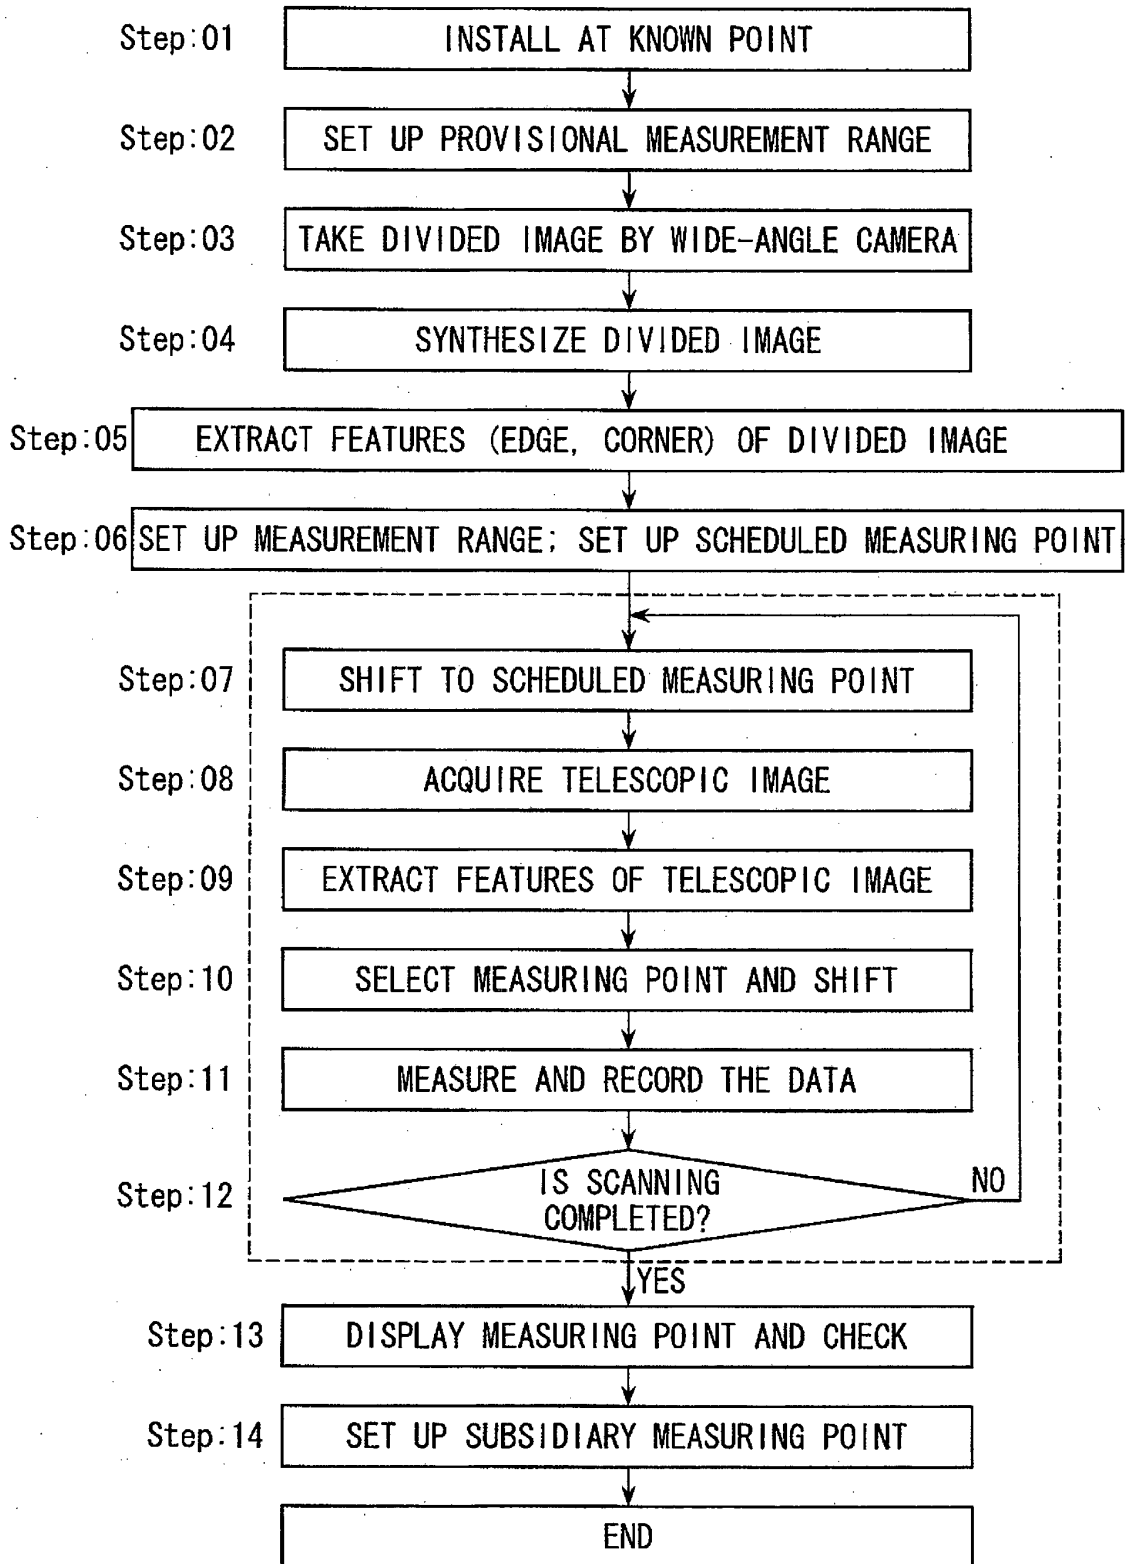 Step:01 INSTALL AT KNOWN POINT
Step:02 SET UP PROVISIONAL MEASUREMENT RANGE
Step:03 TAKE DIVIDED IMAGE BY WIDE-ANGLE CAMERA
Step:04 SYNTHESIZE DIVIDED IMAGE
Step:05 EXTRACT FEATURES (EDGE, CORNER) OF DIVIDED IMAGE
Step:06 SET UP MEASUREMENT RANGE; SET UP SCHEDULED MEASURING POINT
Step:07 SHIFT TO SCHEDULED MEASURING POINT
Step:08 ACQUIRE TELESCOPIC IMAGE
Step:09 EXTRACT FEATURES OF TELESCOPIC IMAGE
Step:10 SELECT MEASURING POINT AND SHIFT
Step:11 MEASURE AND RECORD THE DATA
Step:12 IS SCANNING
COMPLETED?
NO
YES
Step:13 DISPLAY MEASURING POINT AND CHECK
Step:14 SET UP SUBSIDIARY MEASURING POINT
END